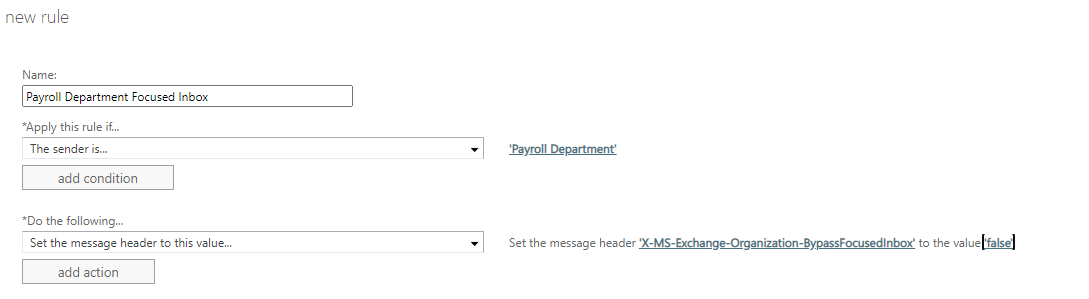 new rule
Name:
Payroll Department Focused Inbox
*Apply this rule if...
The sender is... 'Payroll Department'
add condition
*Do the following...
Set the message header to this value... Set the message header 'X-MS-Exchange-Organization-BypassFocusedInbox' to the value 'false'
add action